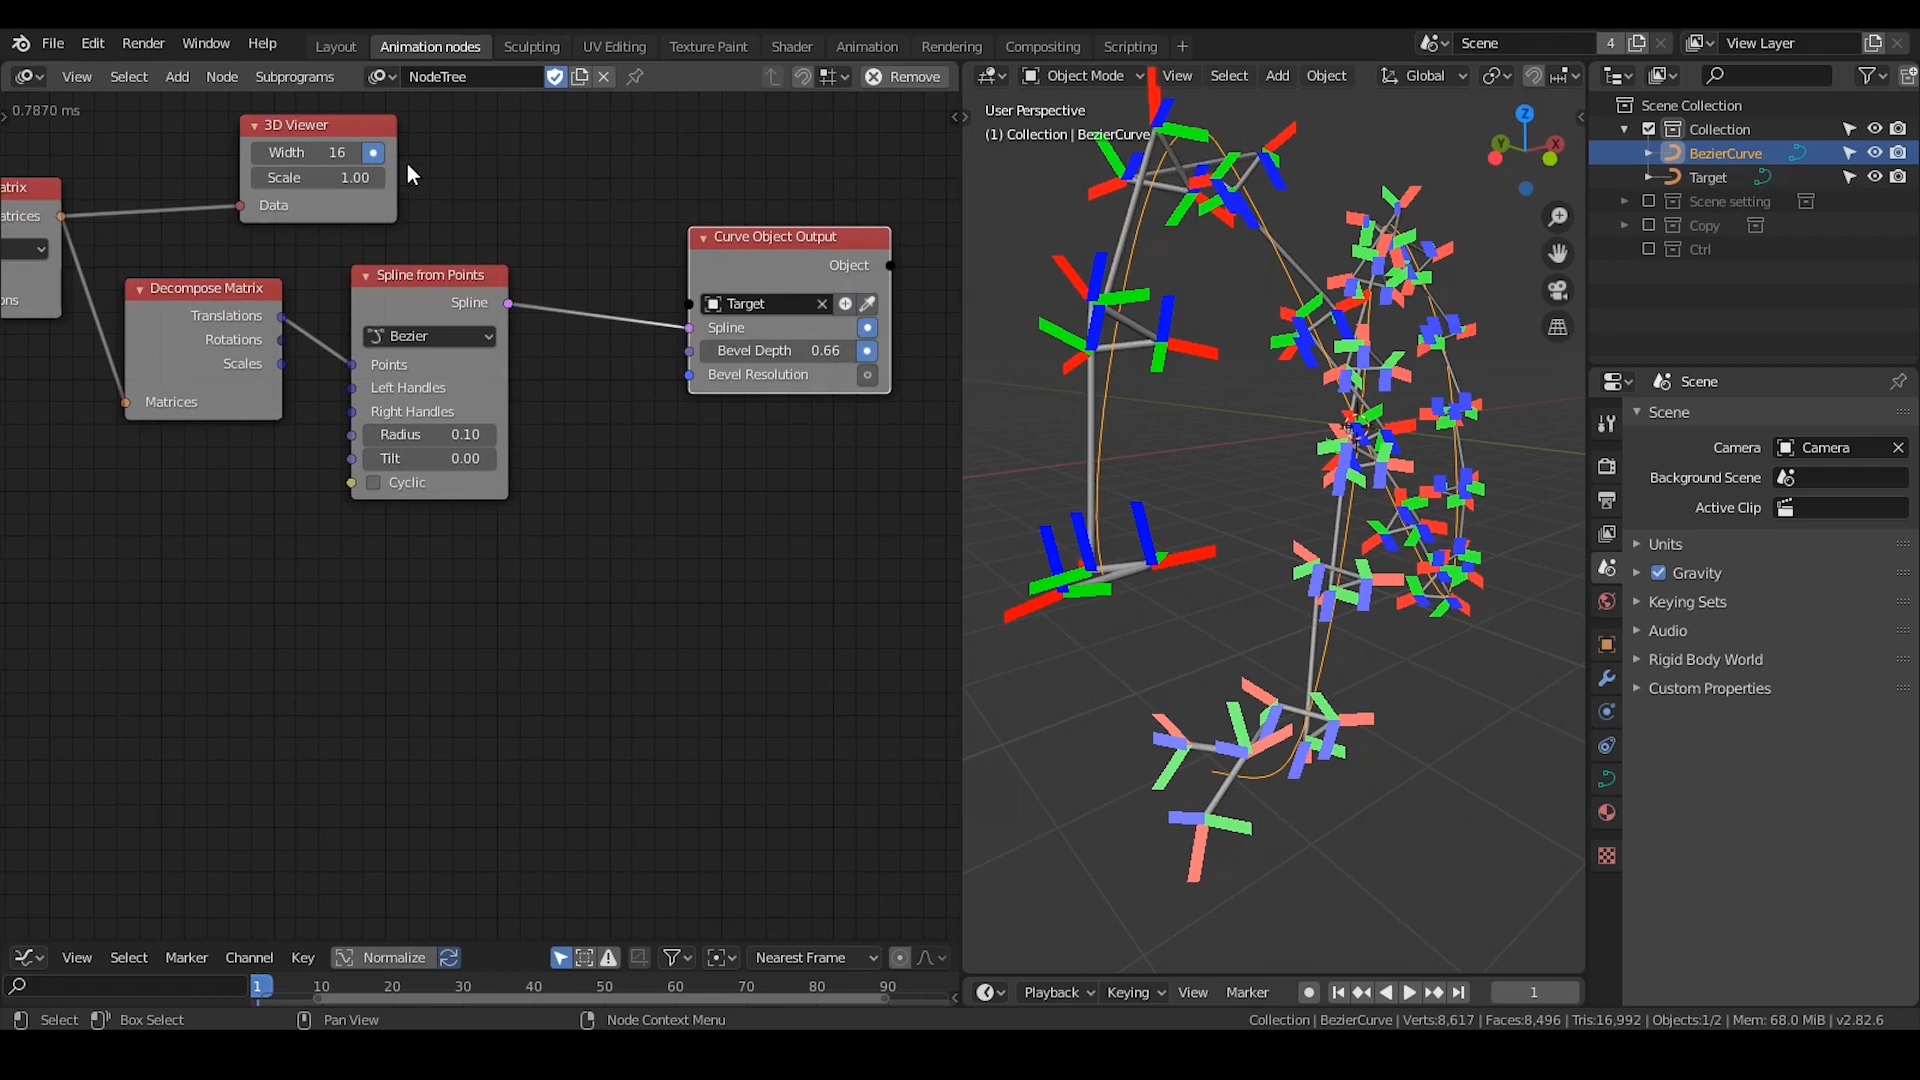 File Edit Render Window Help Layout Animation nodes Sculpting UV Editing Texture Paint Shader Animation Rendering Compositing Scripting + Scene 4 View Layer
View Select Add Node Subprograms NodeTree Remove
Object Mode View Select Add Object Global
0.7870 ms
3D Viewer
Width 16
Scale 1.00
Data
atrix
atrices
ons
Decompose Matrix
Translations
Rotations
Scales
Matrices
Spline from Points
Spline
Bezier
Points
Left Handles
Right Handles
Radius 0.10
Tilt 0.00
Cyclic
Curve Object Output
Object
Target
Spline
Bevel Depth 0.66
Bevel Resolution
User Perspective
(1) Collection | BezierCurve
Z
Y
X
Scene Collection
Collection
BezierCurve
Target
Scene setting
Copy
Ctrl
Scene
Scene
Camera Camera
Background Scene
Active Clip
Units
Gravity
Keying Sets
Audio
Rigid Body World
Custom Properties
View Select Marker Channel Key Normalize Nearest Frame
1 10 20 30 40 50 60 70 80 90
Playback Keying View Marker 1
Select Box Select Pan View Node Context Menu
Collection | BezierCurve | Verts:8,617 | Faces:8,496 | Tris:16,992 | Objects:1/2 | Mem: 68.0 MiB | v2.82.6